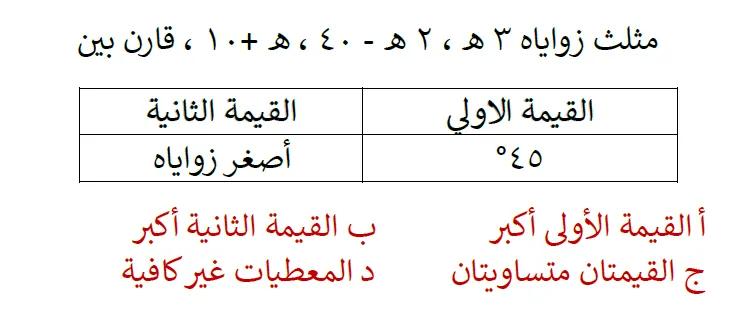 مثلث زواياه ٣ هـ ، ٢ هـ - ٤٠ ، هـ +١٠ ، قارن بين
القيمة الاولي القيمة الثانية
٤٥° أصغر زواياه
أ القيمة الأولى أكبر ب القيمة الثانية أكبر
ج القيمتان متساويتان د المعطيات غير كافية